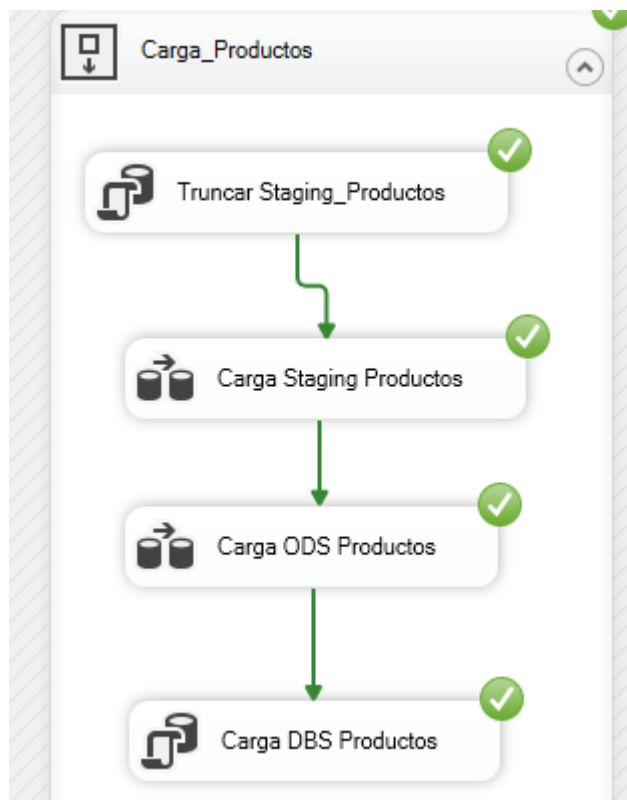 Carga_Productos
Truncar Staging_Productos
Carga Staging Productos
Carga ODS Productos
Carga DBS Productos